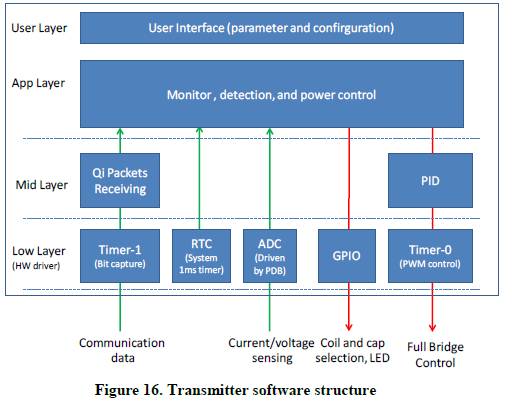 User Layer
User Interface (parameter and confirguration)
App Layer
Monitor , detection, and power control
Mid Layer
Qi Packets
Receiving
PID
Low Layer
(HW driver)
Timer-1
(Bit capture)
RTC
(System
1ms timer)
ADC
(Driven
by PDB)
GPIO
Timer-0
(PWM control)
Communication
data
Current/voltage
sensing
Coil and cap
selection, LED
Full Bridge
Control
Figure 16. Transmitter software structure